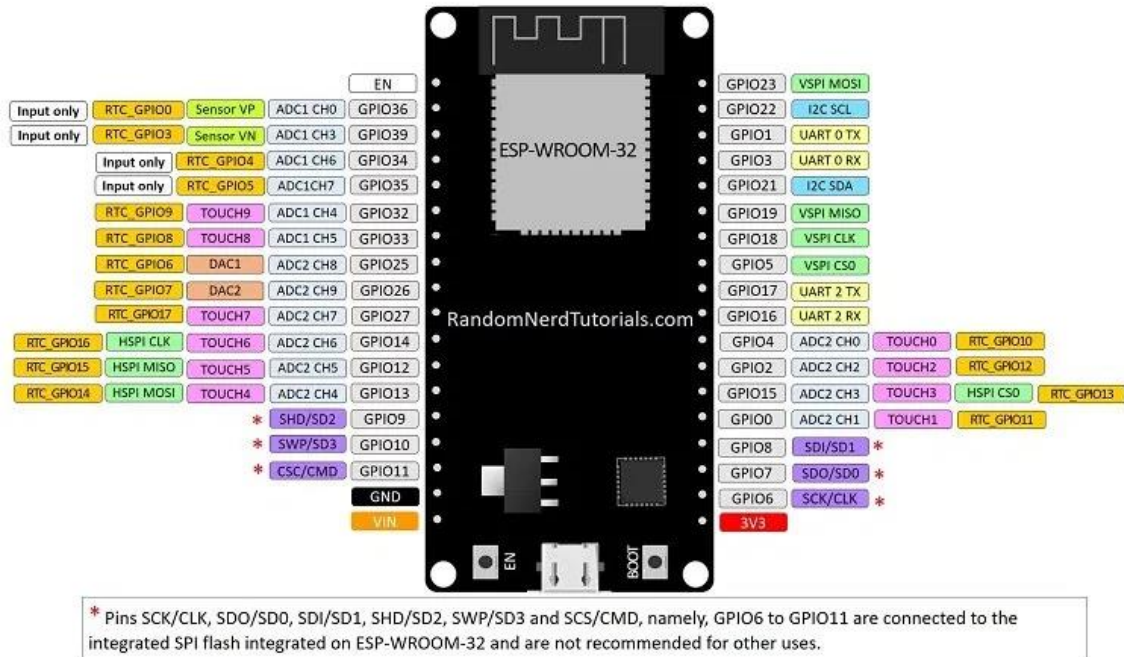 EN
Input only RTC_GPIO0 Sensor VP ADC1 CH0 GPIO36
Input only RTC_GPIO3 Sensor VN ADC1 CH3 GPIO39
Input only RTC_GPIO4 ADC1 CH6 GPIO34
Input only RTC_GPIO5 ADC1CH7 GPIO35
RTC_GPIO9 TOUCH9 ADC1 CH4 GPIO32
RTC_GPIO8 TOUCH8 ADC1 CH5 GPIO33
RTC_GPIO6 DAC1 ADC2 CH8 GPIO25
RTC_GPIO7 DAC2 ADC2 CH9 GPIO26
RTC_GPIO17 TOUCH7 ADC2 CH7 GPIO27
RTC_GPIO16 HSPI CLK TOUCH6 ADC2 CH6 GPIO14
RTC_GPIO15 HSPI MISO TOUCH5 ADC2 CH5 GPIO12
RTC_GPIO14 HSPI MOSI TOUCH4 ADC2 CH4 GPIO13
* SHD/SD2 GPIO9
* SWP/SD3 GPIO10
* CSC/CMD GPIO11
GND
VIN
ESP-WROOM-32
RandomNerdTutorials.com
EN
BOOT
GPIO23 VSPI MOSI
GPIO22 I2C SCL
GPIO1 UART 0 TX
GPIO3 UART 0 RX
GPIO21 I2C SDA
GPIO19 VSPI MISO
GPIO18 VSPI CLK
GPIO5 VSPI CS0
GPIO17 UART 2 TX
GPIO16 UART 2 RX
GPIO4 ADC2 CH0 TOUCH0 RTC_GPIO10
GPIO2 ADC2 CH2 TOUCH2 RTC_GPIO12
GPIO15 ADC2 CH3 TOUCH3 HSPI CS0 RTC_GPIO13
GPIO0 ADC2 CH1 TOUCH1 RTC_GPIO11
GPIO8 SDI/SD1 *
GPIO7 SDO/SD0 *
GPIO6 SCK/CLK *
3V3
* Pins SCK/CLK, SDO/SD0, SDI/SD1, SHD/SD2, SWP/SD3 and SCS/CMD, namely, GPIO6 to GPIO11 are connected to the
integrated SPI flash integrated on ESP-WROOM-32 and are not recommended for other uses.